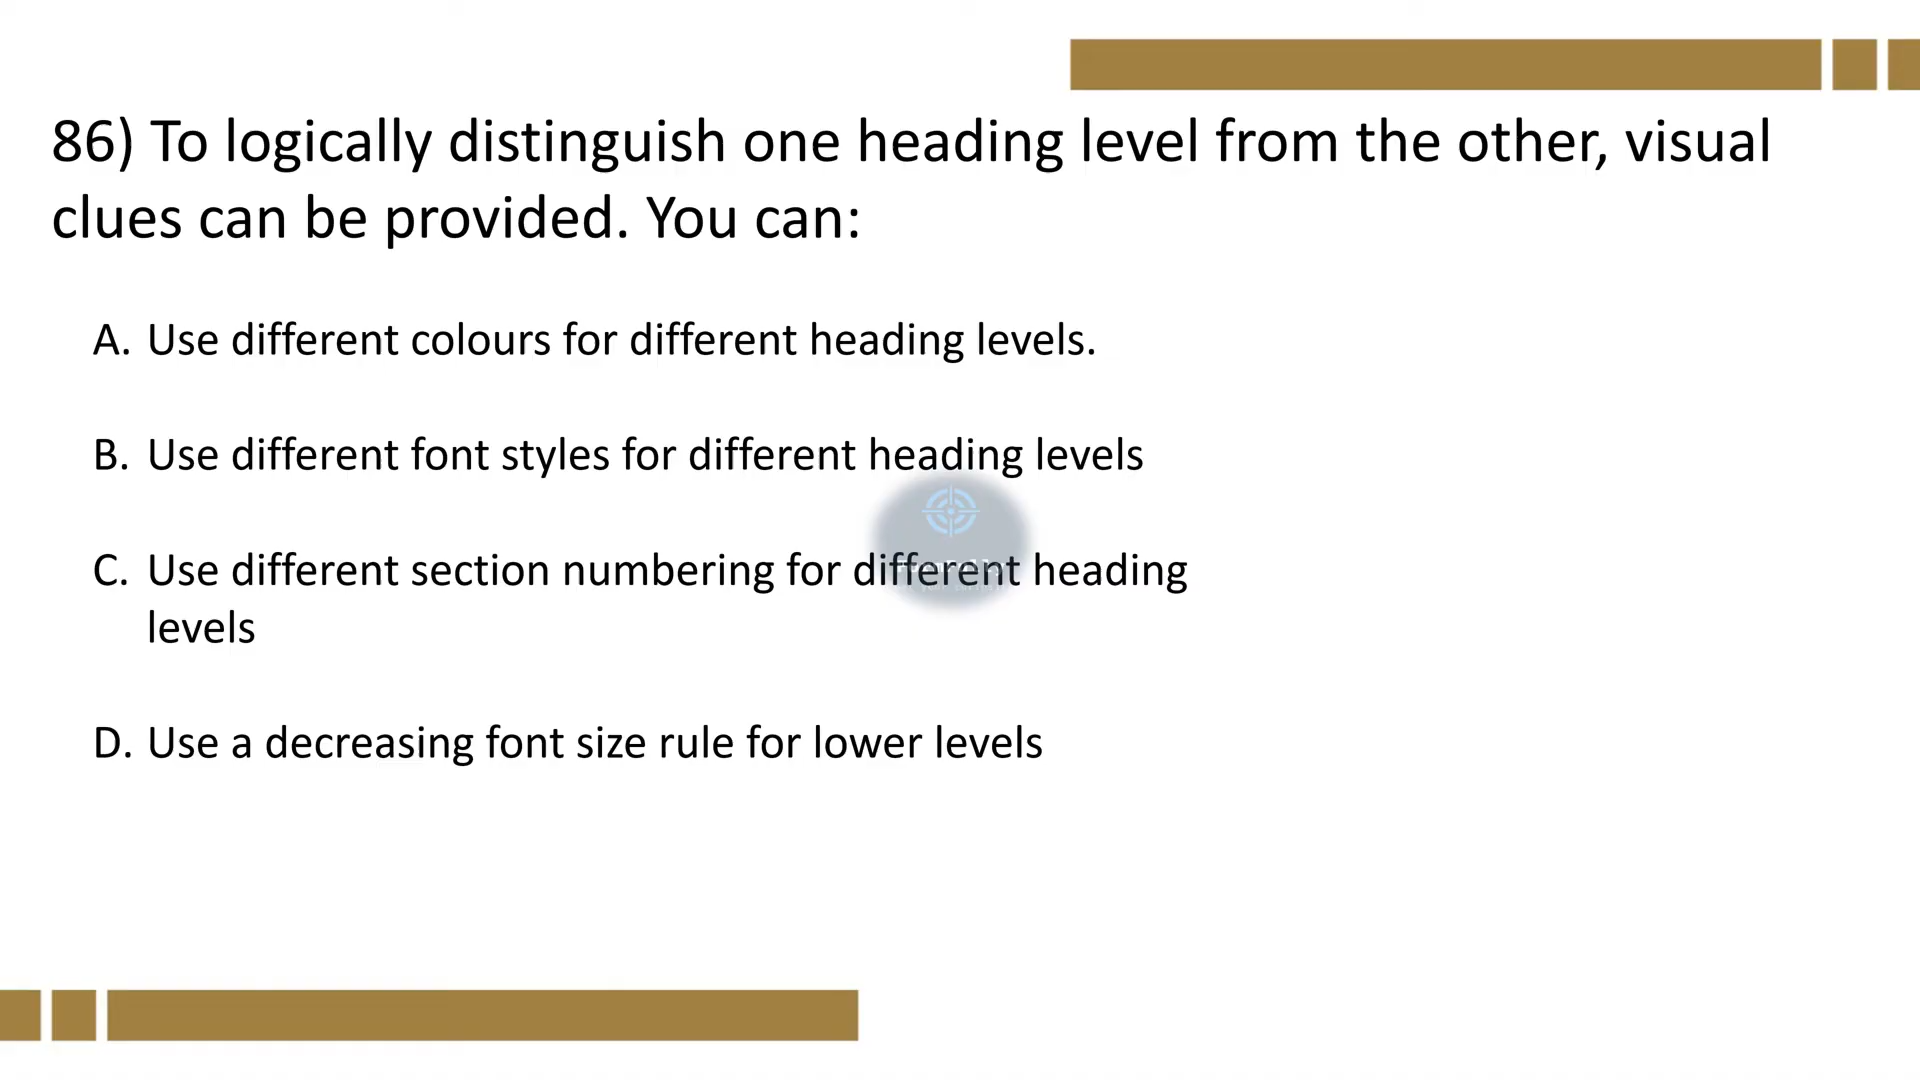 86) To logically distinguish one heading level from the other, visual
clues can be provided. You can:
A. Use different colours for different heading levels.
B. Use different font styles for different heading levels
C. Use different section numbering for different heading
levels
D. Use a decreasing font size rule for lower levels